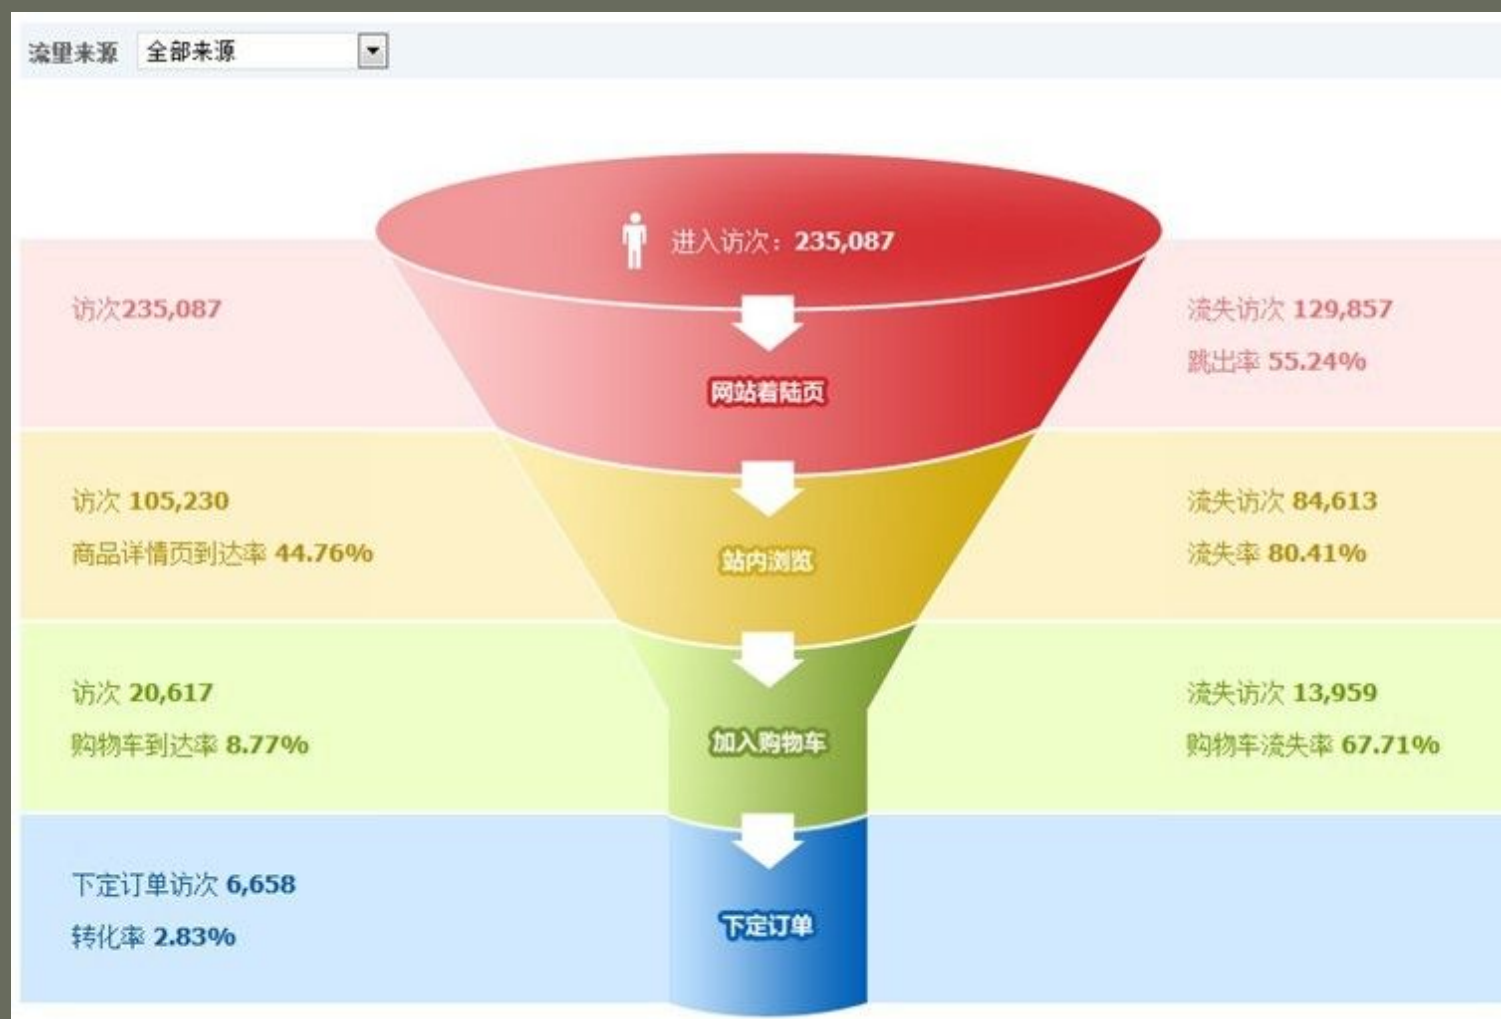 流量来源 全部来源
进入访次：235,087
访次235,087
流失访次 129,857
跳出率 55.24%
网站着陆页
访次 105,230
商品详情页到达率 44.76%
流失访次 84,613
流失率 80.41%
站内浏览
访次 20,617
购物车到达率 8.77%
流失访次 13,959
购物车流失率 67.71%
加入购物车
下定订单访次 6,658
转化率 2.83%
下定订单